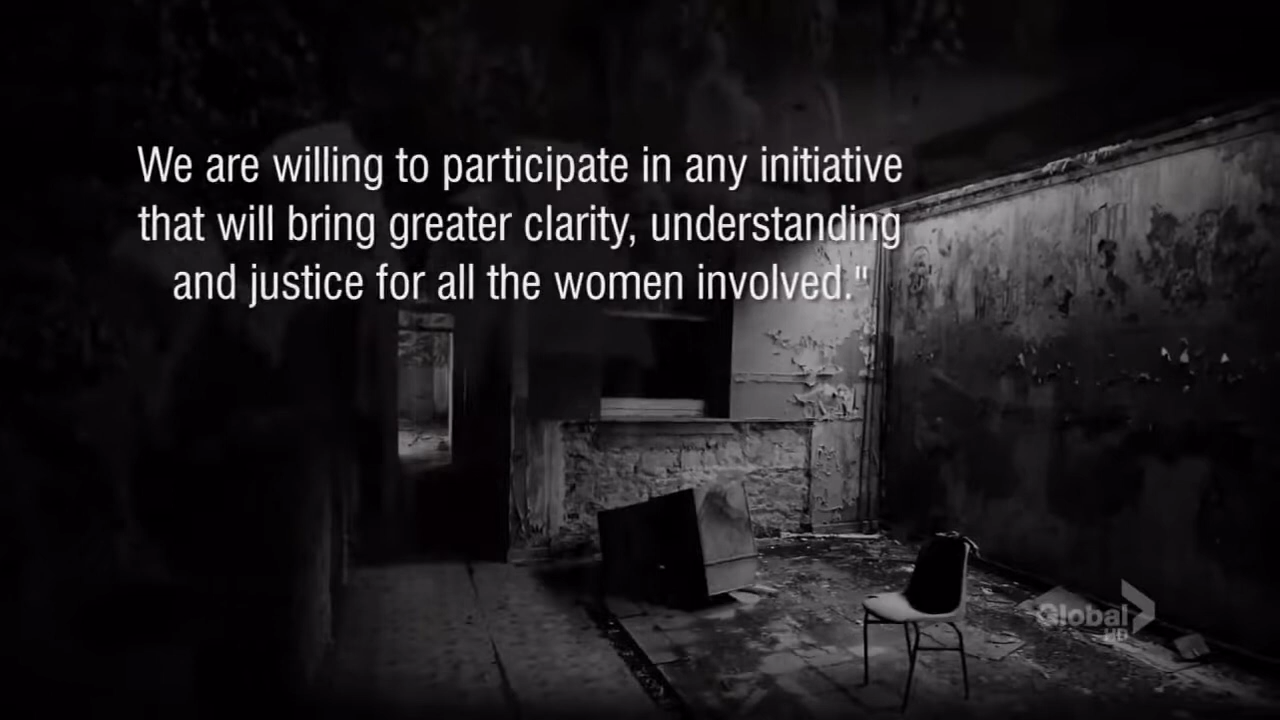 We are willing to participate in any initiative
that will bring greater clarity, understanding
and justice for all the women involved."
Global
HD